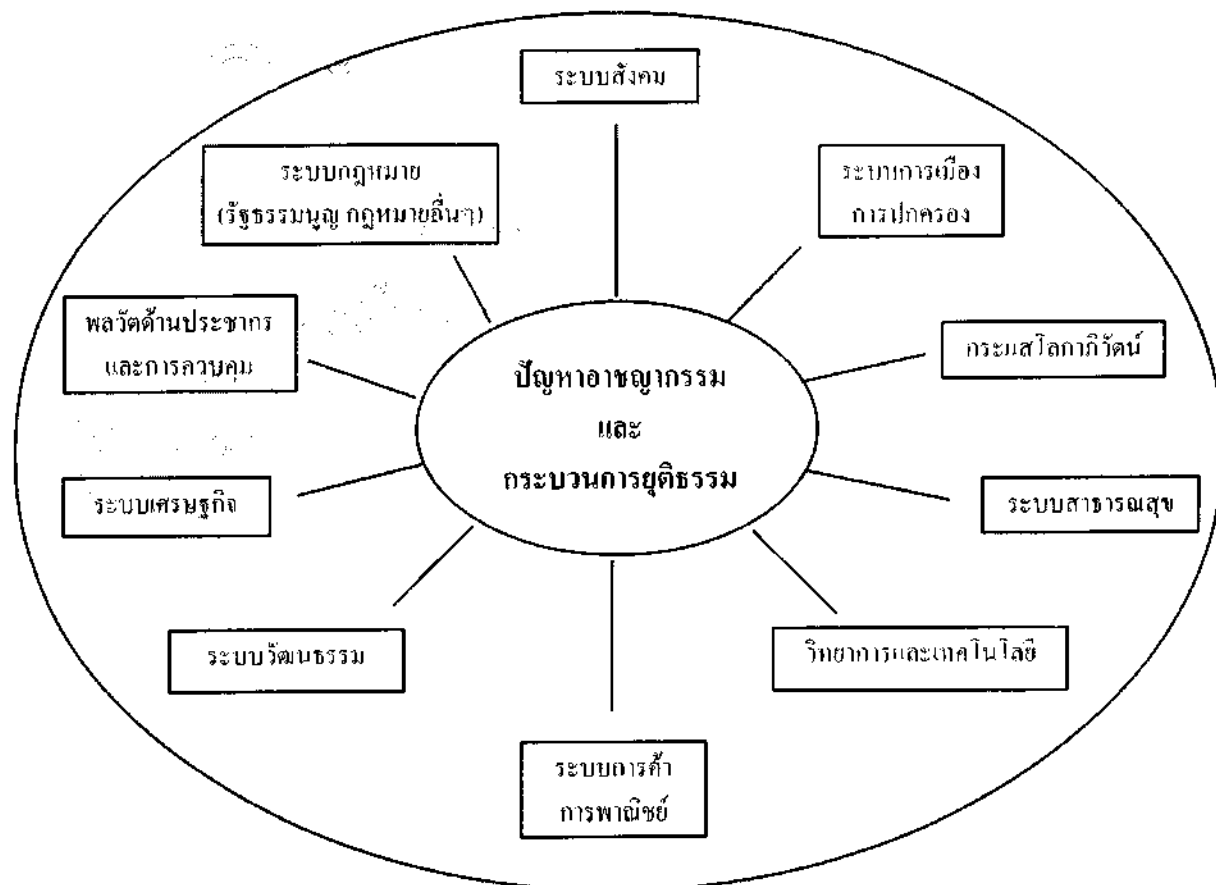 ระบบสังคม
ระบบกฎหมาย
(รัฐธรรมนูญ กฎหมายอื่นๆ)
ระบบการเมือง
การปกครอง
พลวัตด้านประชากร
และการควบคุม
กระแสโลกาภิวัตน์
ปัญหาอาชญากรรม
และ
กระบวนการยุติธรรม
ระบบเศรษฐกิจ
ระบบสาธารณสุข
ระบบวัฒนธรรม
วิทยาการและเทคโนโลยี
ระบบการค้า
การพาณิชย์